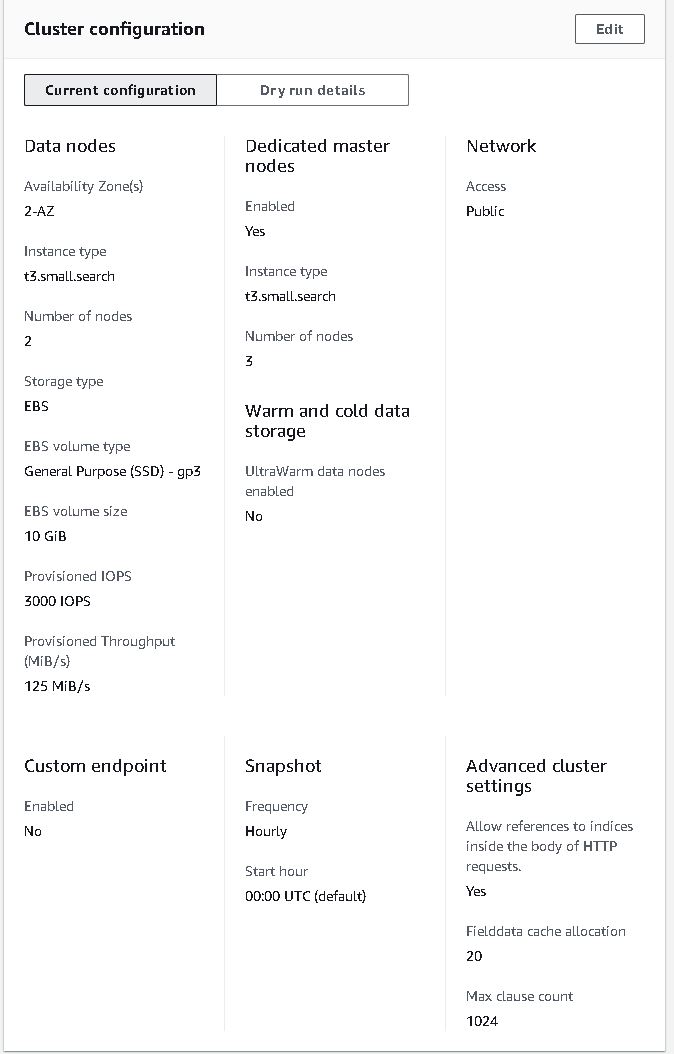 Cluster configuration
Edit
Current configuration
Dry run details
Data nodes
Availability Zone(s)
2-AZ
Instance type
t3.small.search
Number of nodes
2
Storage type
EBS
EBS volume type
General Purpose (SSD) - gp3
EBS volume size
10 GiB
Provisioned IOPS
3000 IOPS
Provisioned Throughput
(MiB/s)
125 MiB/s
Dedicated master
nodes
Enabled
Yes
Instance type
t3.small.search
Number of nodes
3
Warm and cold data
storage
UltraWarm data nodes
enabled
No
Network
Access
Public
Custom endpoint
Enabled
No
Snapshot
Frequency
Hourly
Start hour
00:00 UTC (default)
Advanced cluster
settings
Allow references to indices
inside the body of HTTP
requests.
Yes
Fielddata cache allocation
20
Max clause count
1024